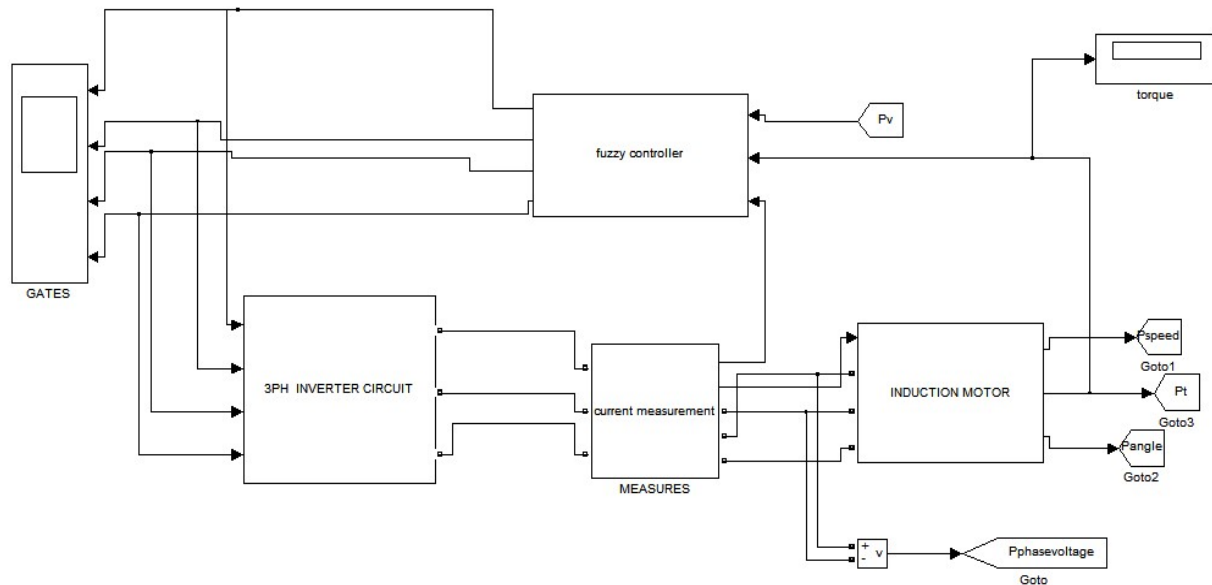 torque
Pv
fuzzy controller
GATES
3PH  INVERTER CIRCUIT
current measurement
MEASURES
INDUCTION MOTOR
Pspeed
Goto1
Pt
Goto3
Pangle
Goto2
+
-
v
Pphasevoltage
Goto